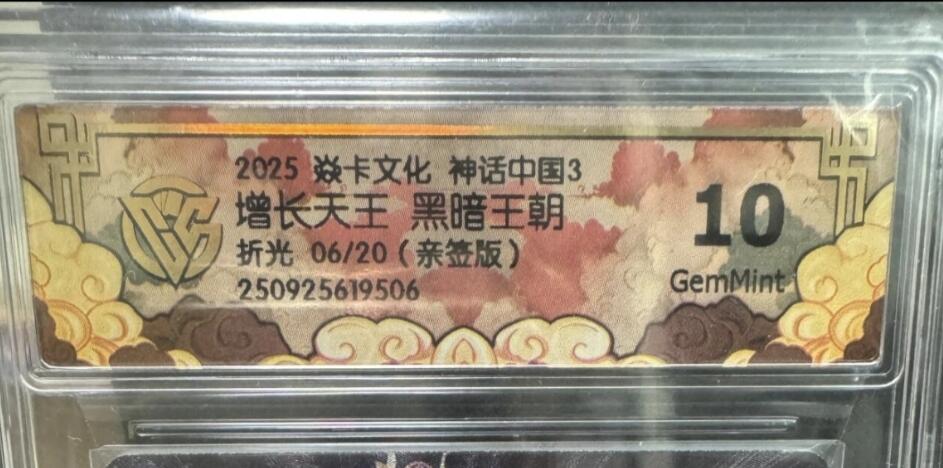 2025 焱卡文化 神话中国3
增长天王 黑暗王朝
折光 06/20（亲签版）
250925619506
10
GemMint